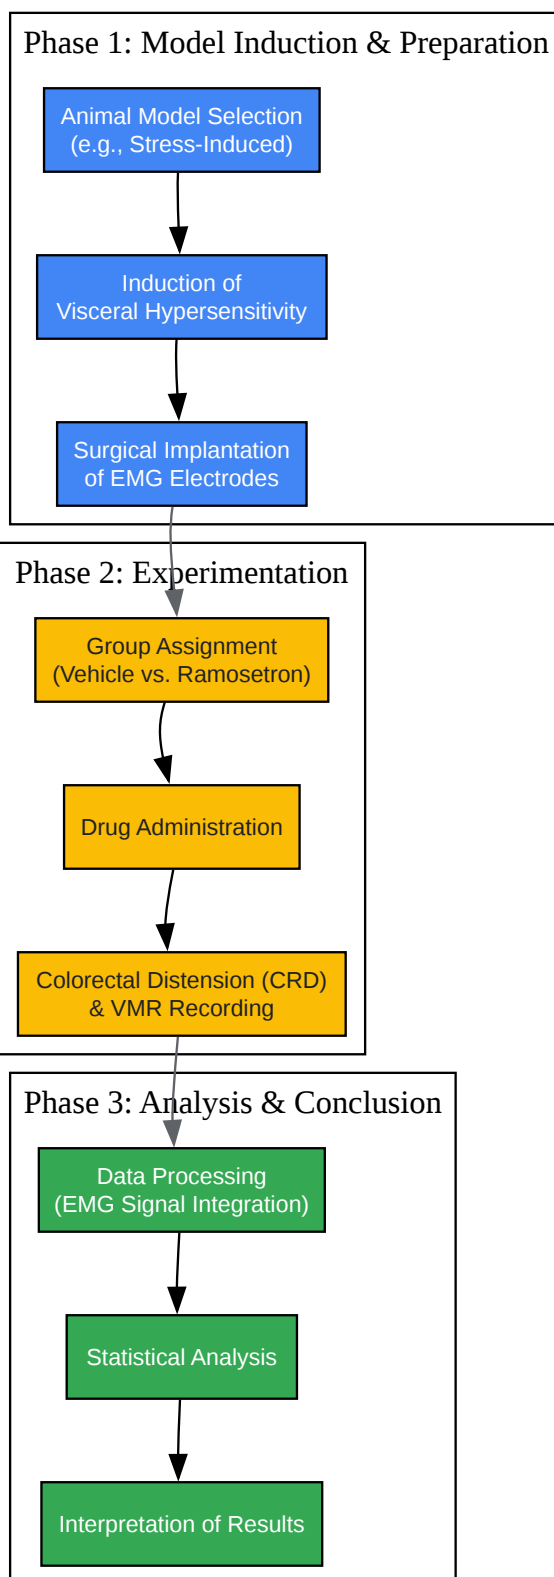 Phase 1: Model Induction & Preparation
Animal Model Selection
(e.g., Stress-Induced)
Induction of
Visceral Hypersensitivity
Surgical Implantation
of EMG Electrodes
Phase 2: Experimentation
Group Assignment
(Vehicle vs. Ramosetron)
Drug Administration
Colorectal Distension (CRD)
& VMR Recording
Phase 3: Analysis & Conclusion
Data Processing
(EMG Signal Integration)
Statistical Analysis
Interpretation of Results